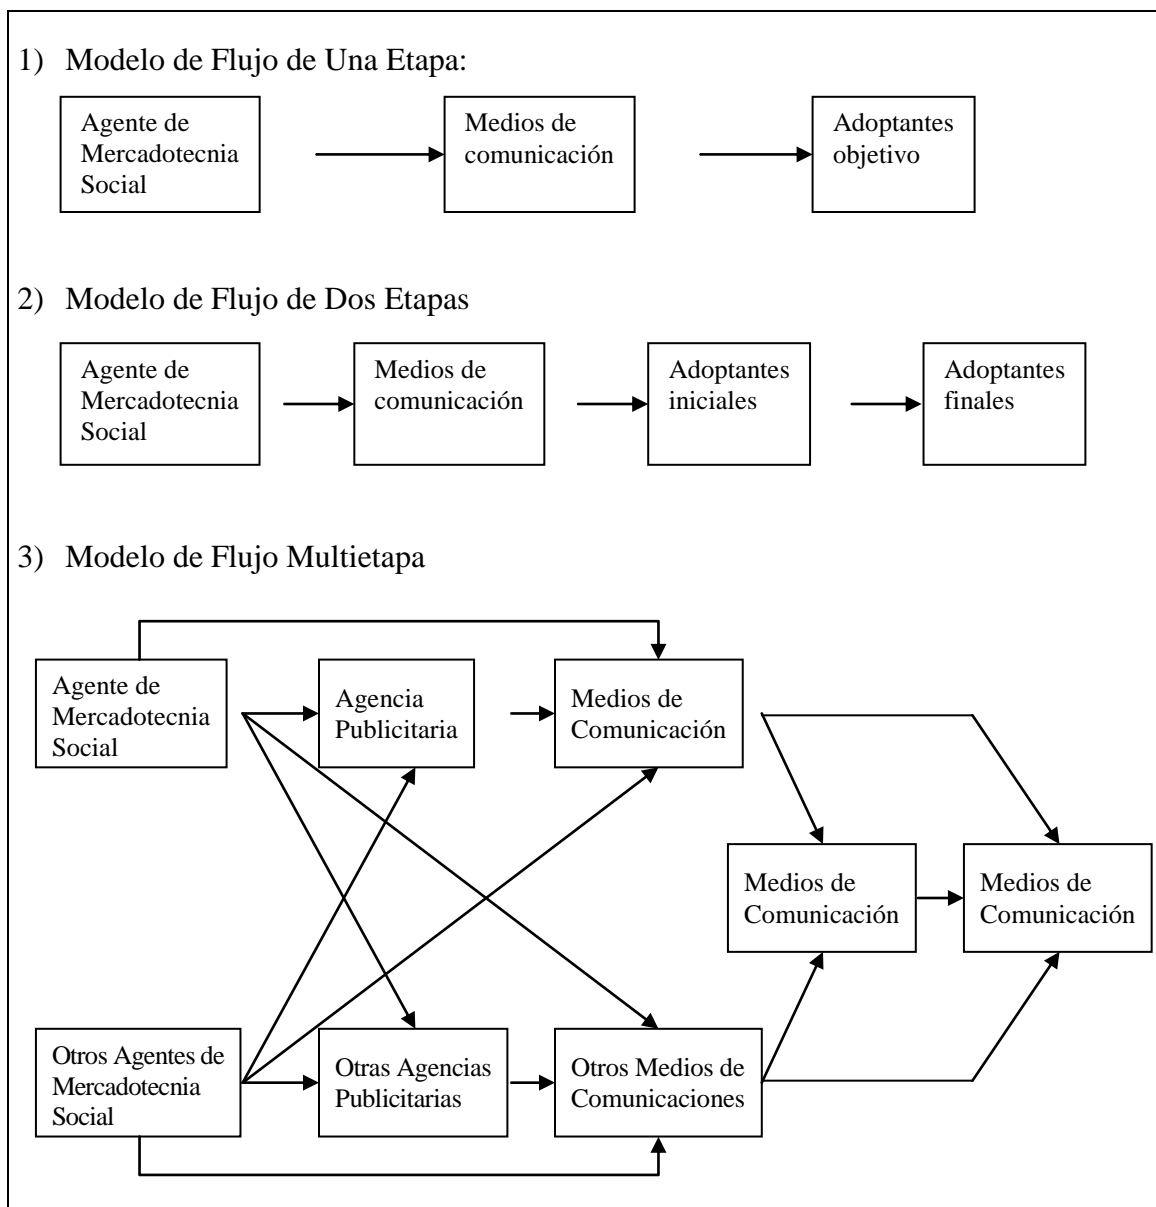 1) Modelo de Flujo de Una Etapa:
Agente de
Mercadotecnia
Social
Medios de
comunicación
Adoptantes
objetivo
2) Modelo de Flujo de Dos Etapas
Agente de
Mercadotecnia
Social
Medios de
comunicación
Adoptantes
iniciales
Adoptantes
finales
3) Modelo de Flujo Multietapa
Agente de
Mercadotecnia
Social
Agencia
Publicitaria
Medios de
Comunicación
Medios de
Comunicación
Medios de
Comunicación
Otros Agentes de
Mercadotecnia
Social
Otras Agencias
Publicitarias
Otros Medios de
Comunicaciones